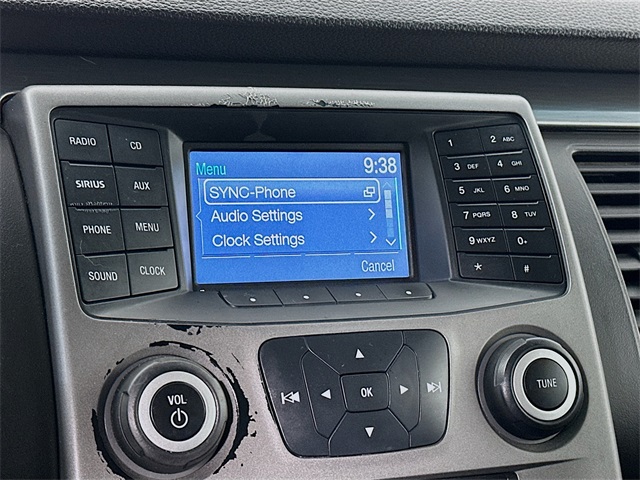 RADIO
CD
SIRIUS
AUX
PHONE
MENU
SOUND
CLOCK
Menu 9:38
SYNC-Phone
Audio Settings
Clock Settings
Cancel
1
2 ABC
3 DEF
4 GHI
5 JKL
6 MNO
7 PQRS
8 TUV
9 WXYZ
0+
*
#
VOL
OK
TUNE